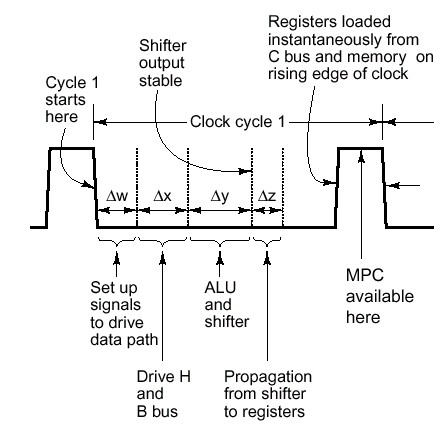 Shifter
output
stable
Registers loaded
instantaneously from
C bus and memory on
rising edge of clock
Cycle 1
starts
here
Clock cycle 1
Δw
Δx
Δy
Δz
Set up
signals
to drive
data path
ALU
and
shifter
MPC
available
here
Drive H
and
B bus
Propagation
from shifter
to registers